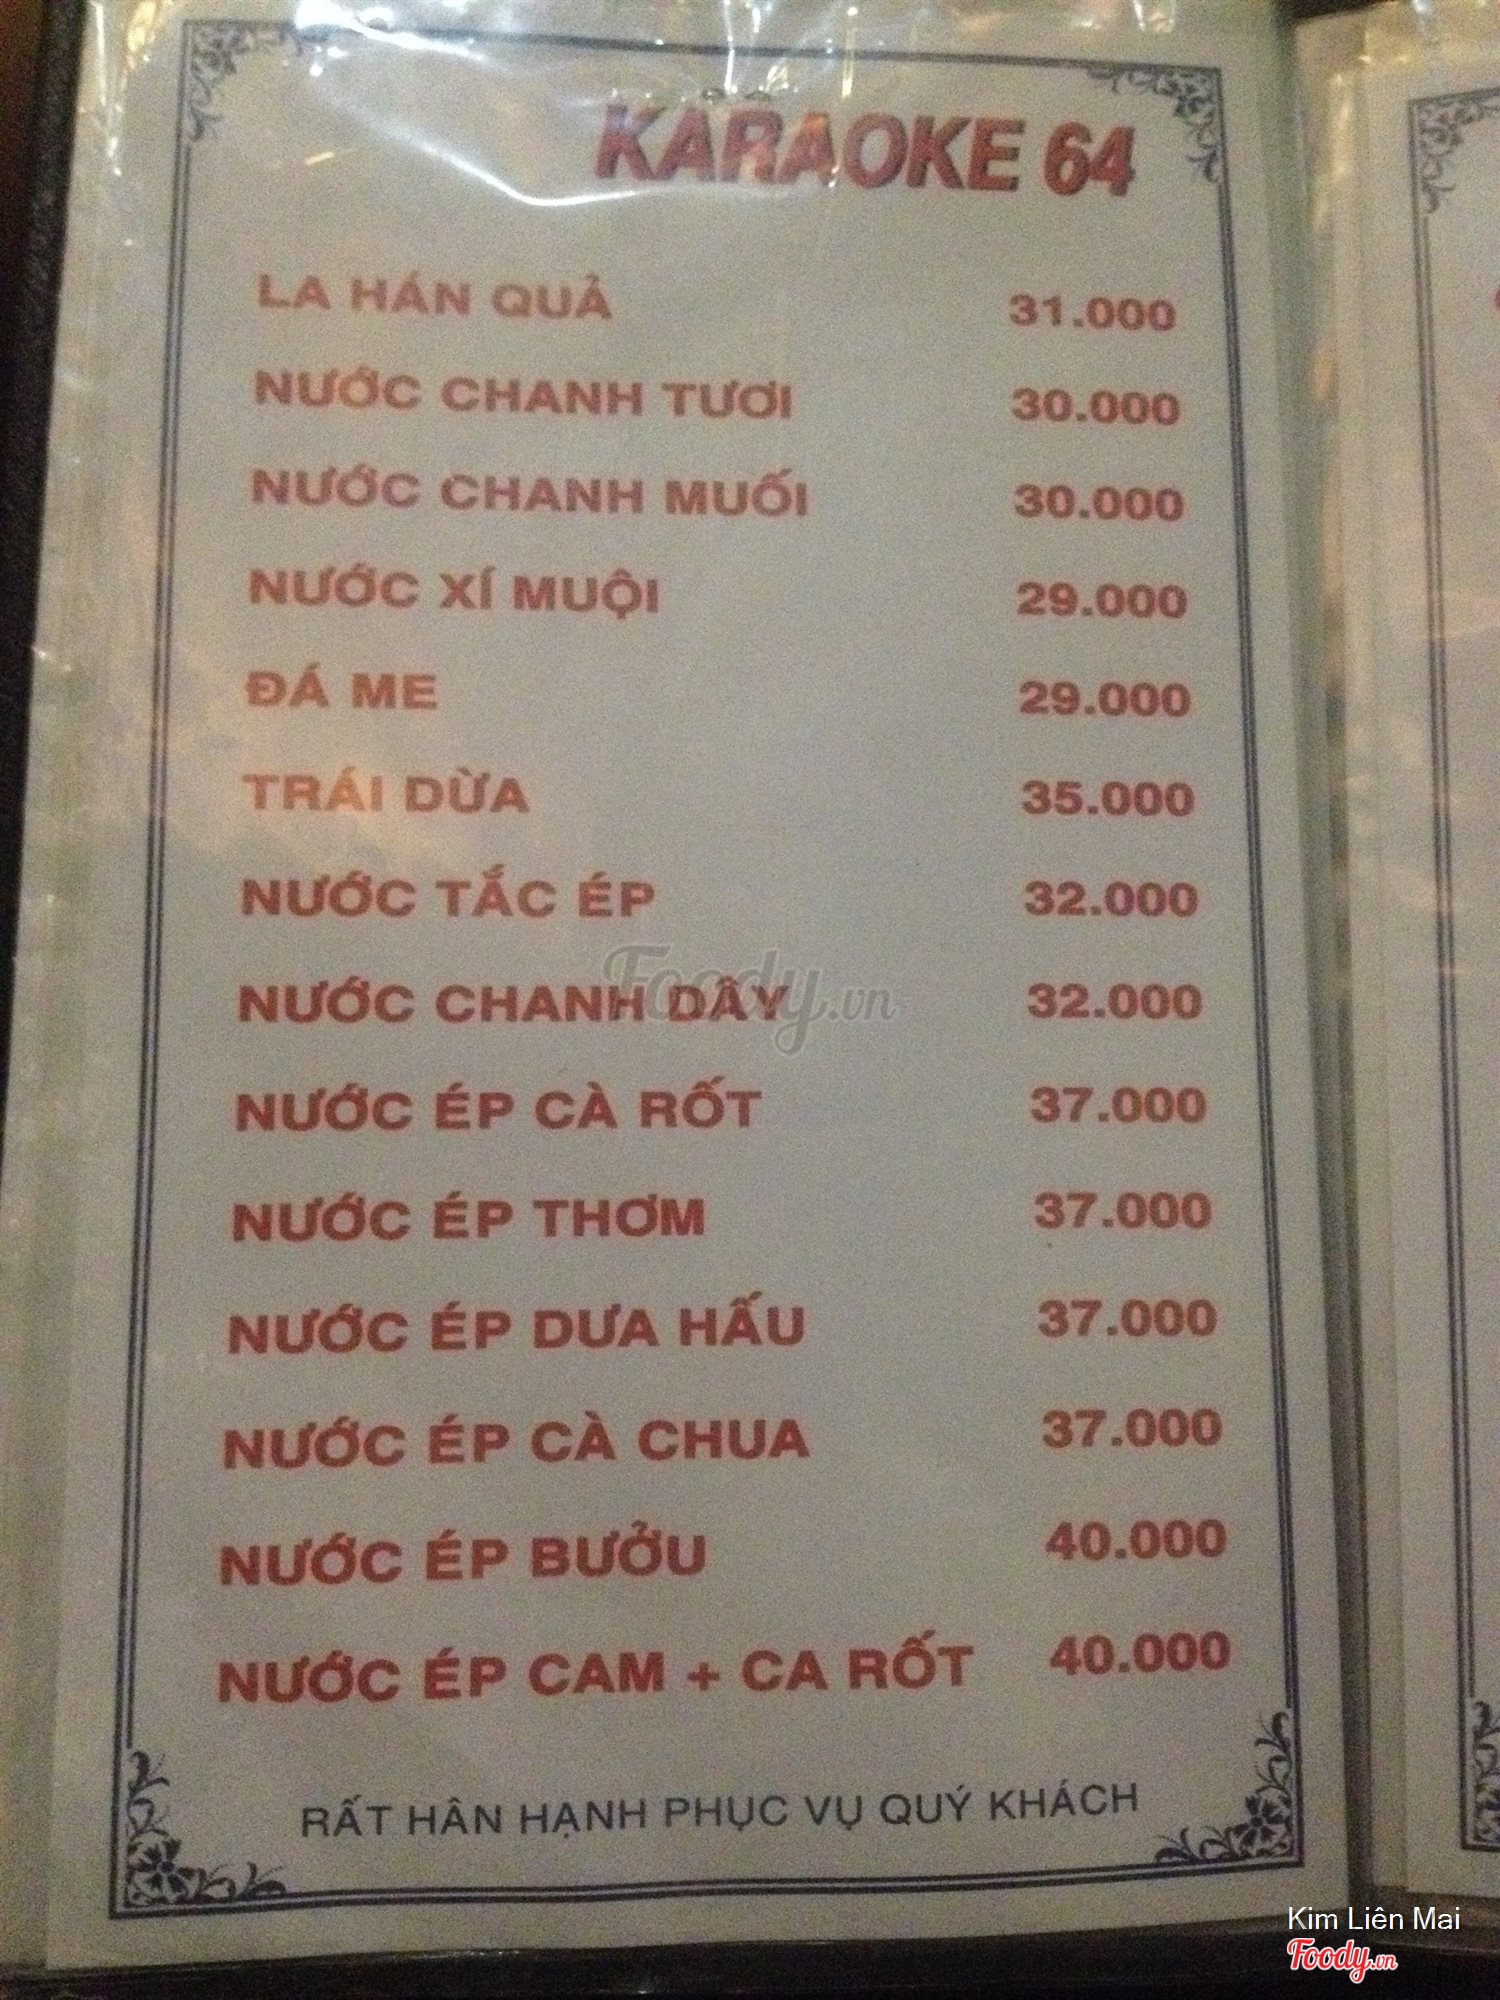 KARAOKE 64
LA HÁN QUẢ 31.000
NƯỚC CHANH TƯƠI 30.000
NƯỚC CHANH MUỐI 30.000
NƯỚC XÍ MUỘI 29.000
ĐÁ ME 29.000
TRÁI DỪA 35.000
NƯỚC TẮC ÉP 32.000
NƯỚC CHANH DÂY 32.000
Foody.vn
NƯỚC ÉP CÀ RỐT 37.000
NƯỚC ÉP THƠM 37.000
NƯỚC ÉP DƯA HẤU 37.000
NƯỚC ÉP CÀ CHUA 37.000
NƯỚC ÉP BƯỞU 40.000
NƯỚC ÉP CAM + CA RỐT 40.000
RẤT HÂN HẠNH PHỤC VỤ QUÝ KHÁCH
Kim Liên Mai
Foody.vn